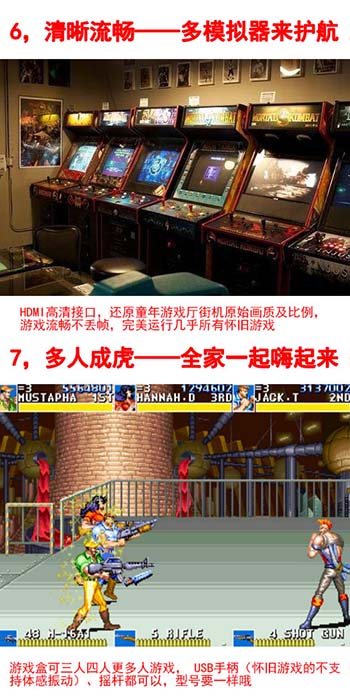 6，清晰流畅——多模拟器来护航
MORTAL KOMBAT
HDMI高清接口，还原童年游戏厅街机原始画质及比例，
游戏流畅不丢帧，完美运行几乎所有怀旧游戏
7，多人成虎——全家一起嗨起来
=3 5564801 =3 1294602 =3 3137002
MUSTAPHA 1ST HANNAH.D 3RD JACK.T 2ND
48 M-16A1 5 RIFLE 4 SHOT GUN
游戏盒可三人四人更多人游戏， USB手柄（怀旧游戏的不支
持体感振动）、摇杆都可以，型号要一样哦